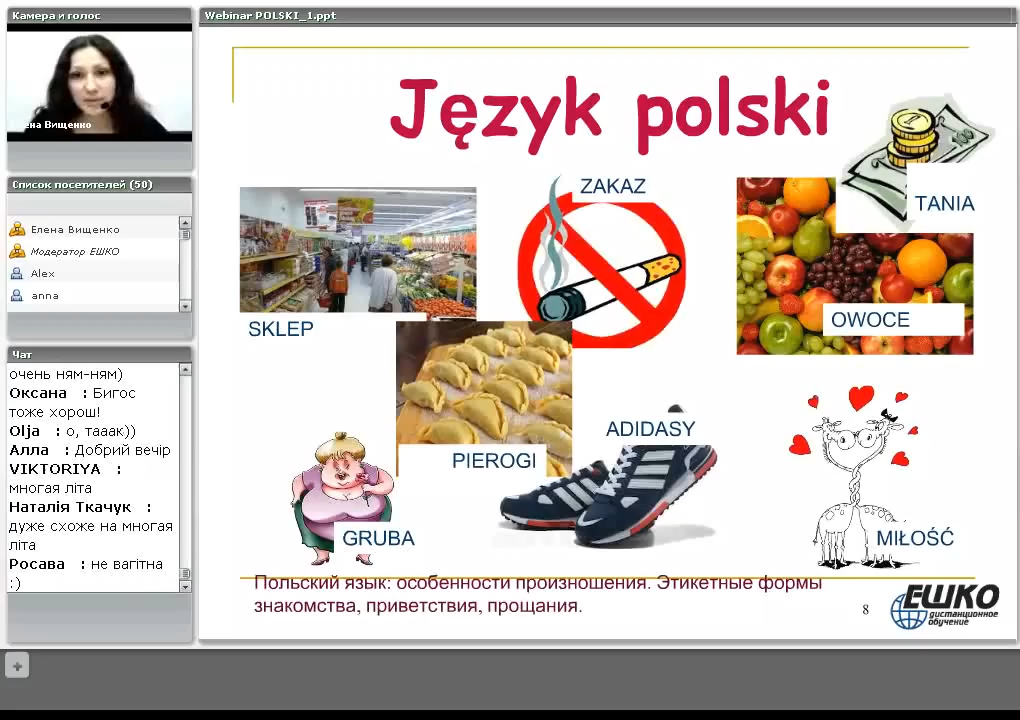 Камера и голос
Елена Вищенко
Список посетителей (50)
Елена Вищенко
Модератор ЕШКО
Alex
anna
Чат
очень ням-ням)
Оксана : Бигос
тоже хорош!
Olja : о, тааак))
Алла : Добрий вечір
VIKTORIYA :
многая літа
Наталія Ткачук :
дуже схоже на многая
літа
Росава : не вагітна
:)
Webinar POLSKI_1.ppt
Język polski
ZAKAZ
TANIA
100
OWOCE
SKLEP
ADIDASY
PIEROGI
GRUBA
MIŁOŚĆ
Польский язык: особенности произношения. Этикетные формы
знакомства, приветствия, прощания.
8
ЕШКО
дистанционное
обучение
+